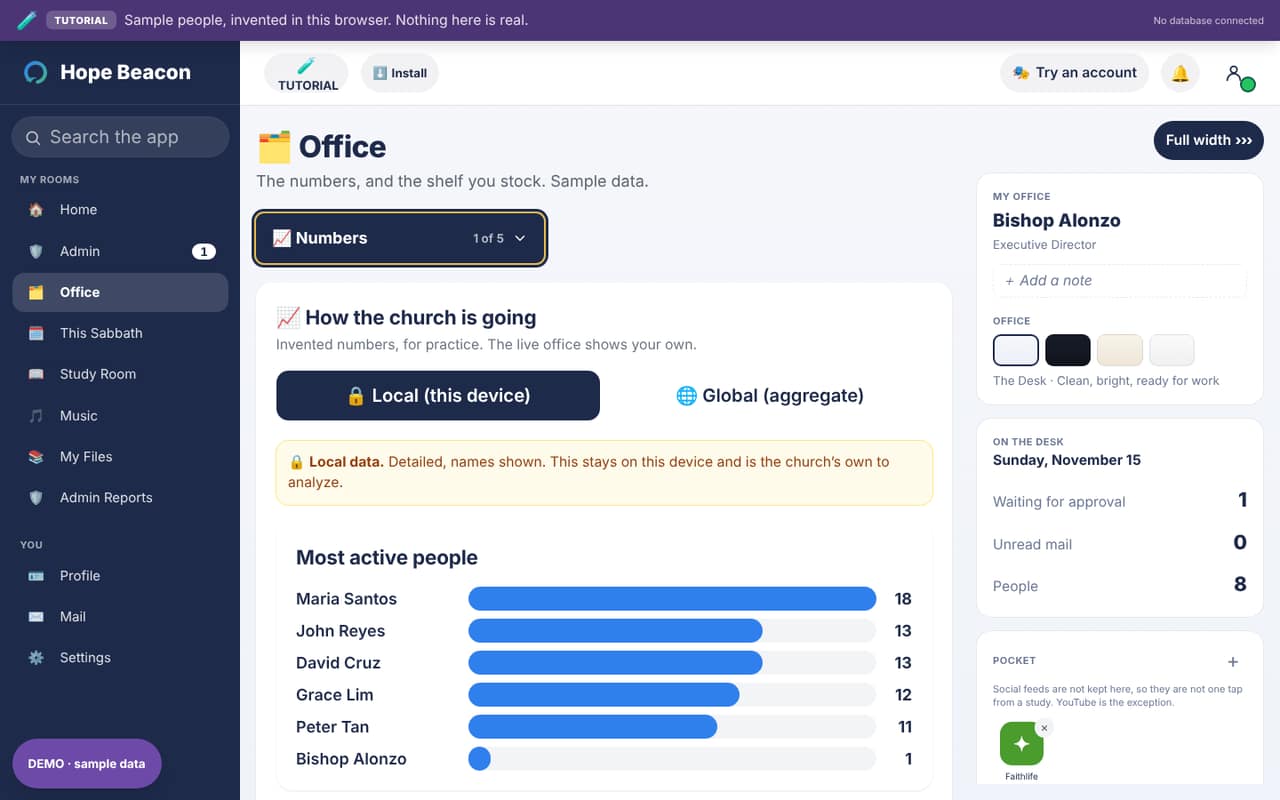 TUTORIAL Sample people, invented in this browser. Nothing here is real.
No database connected
Hope Beacon
Search the app
MY ROOMS
Home
Admin 1
Office
This Sabbath
Study Room
Music
My Files
Admin Reports
YOU
Profile
Mail
Settings
DEMO · sample data
TUTORIAL
Install
Try an account
Office
The numbers, and the shelf you stock. Sample data.
Full width ›››
Numbers 1 of 5
How the church is going
Invented numbers, for practice. The live office shows your own.
Local (this device)
Global (aggregate)
Local data. Detailed, names shown. This stays on this device and is the church’s own to
analyze.
Most active people
Maria Santos 18
John Reyes 13
David Cruz 13
Grace Lim 12
Peter Tan 11
Bishop Alonzo 1
MY OFFICE
Bishop Alonzo
Executive Director
+ Add a note
OFFICE
The Desk · Clean, bright, ready for work
ON THE DESK
Sunday, November 15
Waiting for approval 1
Unread mail 0
People 8
POCKET +
Social feeds are not kept here, so they are not one tap
from a study. YouTube is the exception.
×
Faithlife